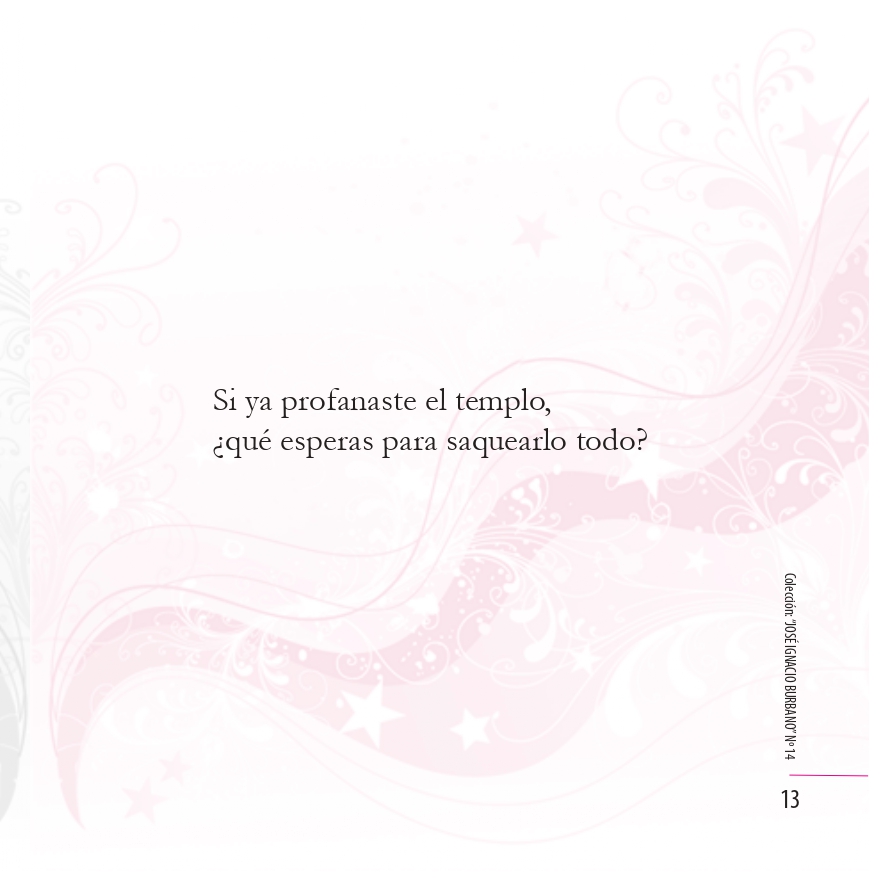 Si ya profanaste el templo,
¿qué esperas para saquearlo todo?
Colección: "JOSÉ IGNACIO BURBANO" Nº 14
13